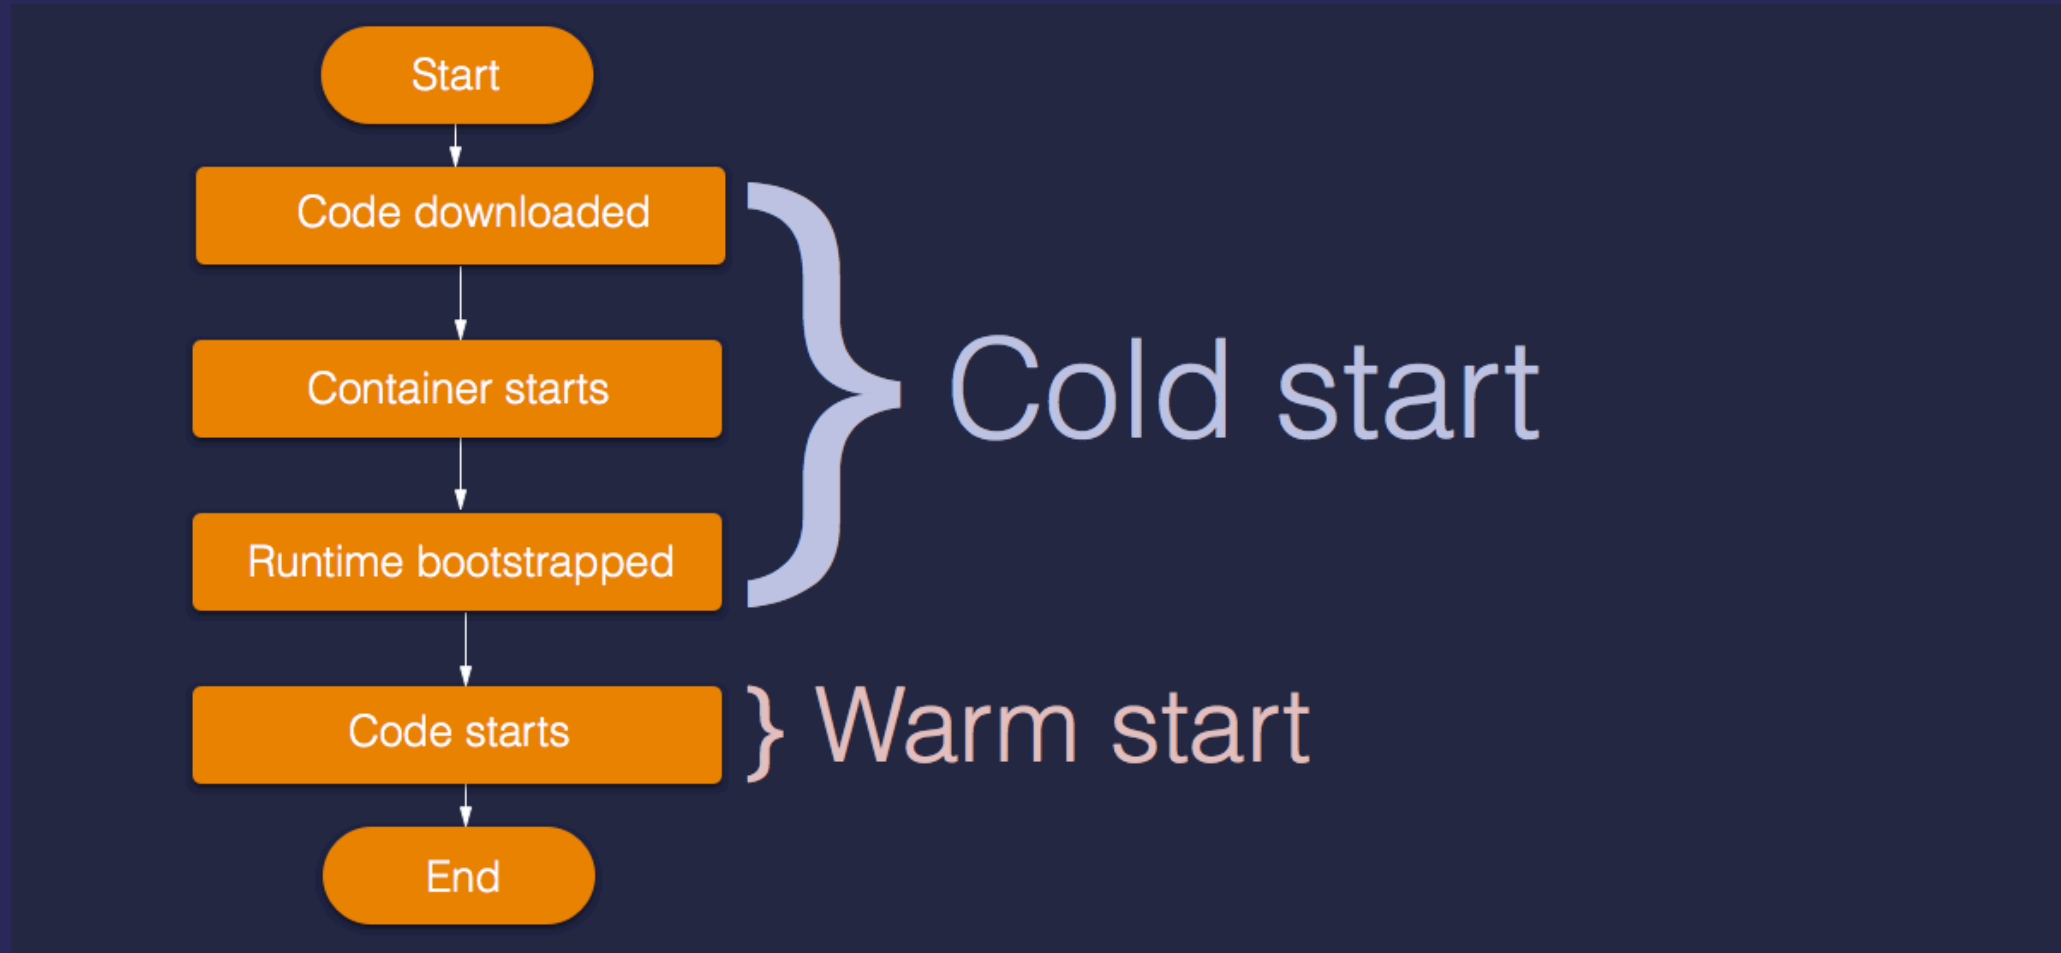 Start
Code downloaded
Container starts
Runtime bootstrapped
Cold start
Code starts
Warm start
End